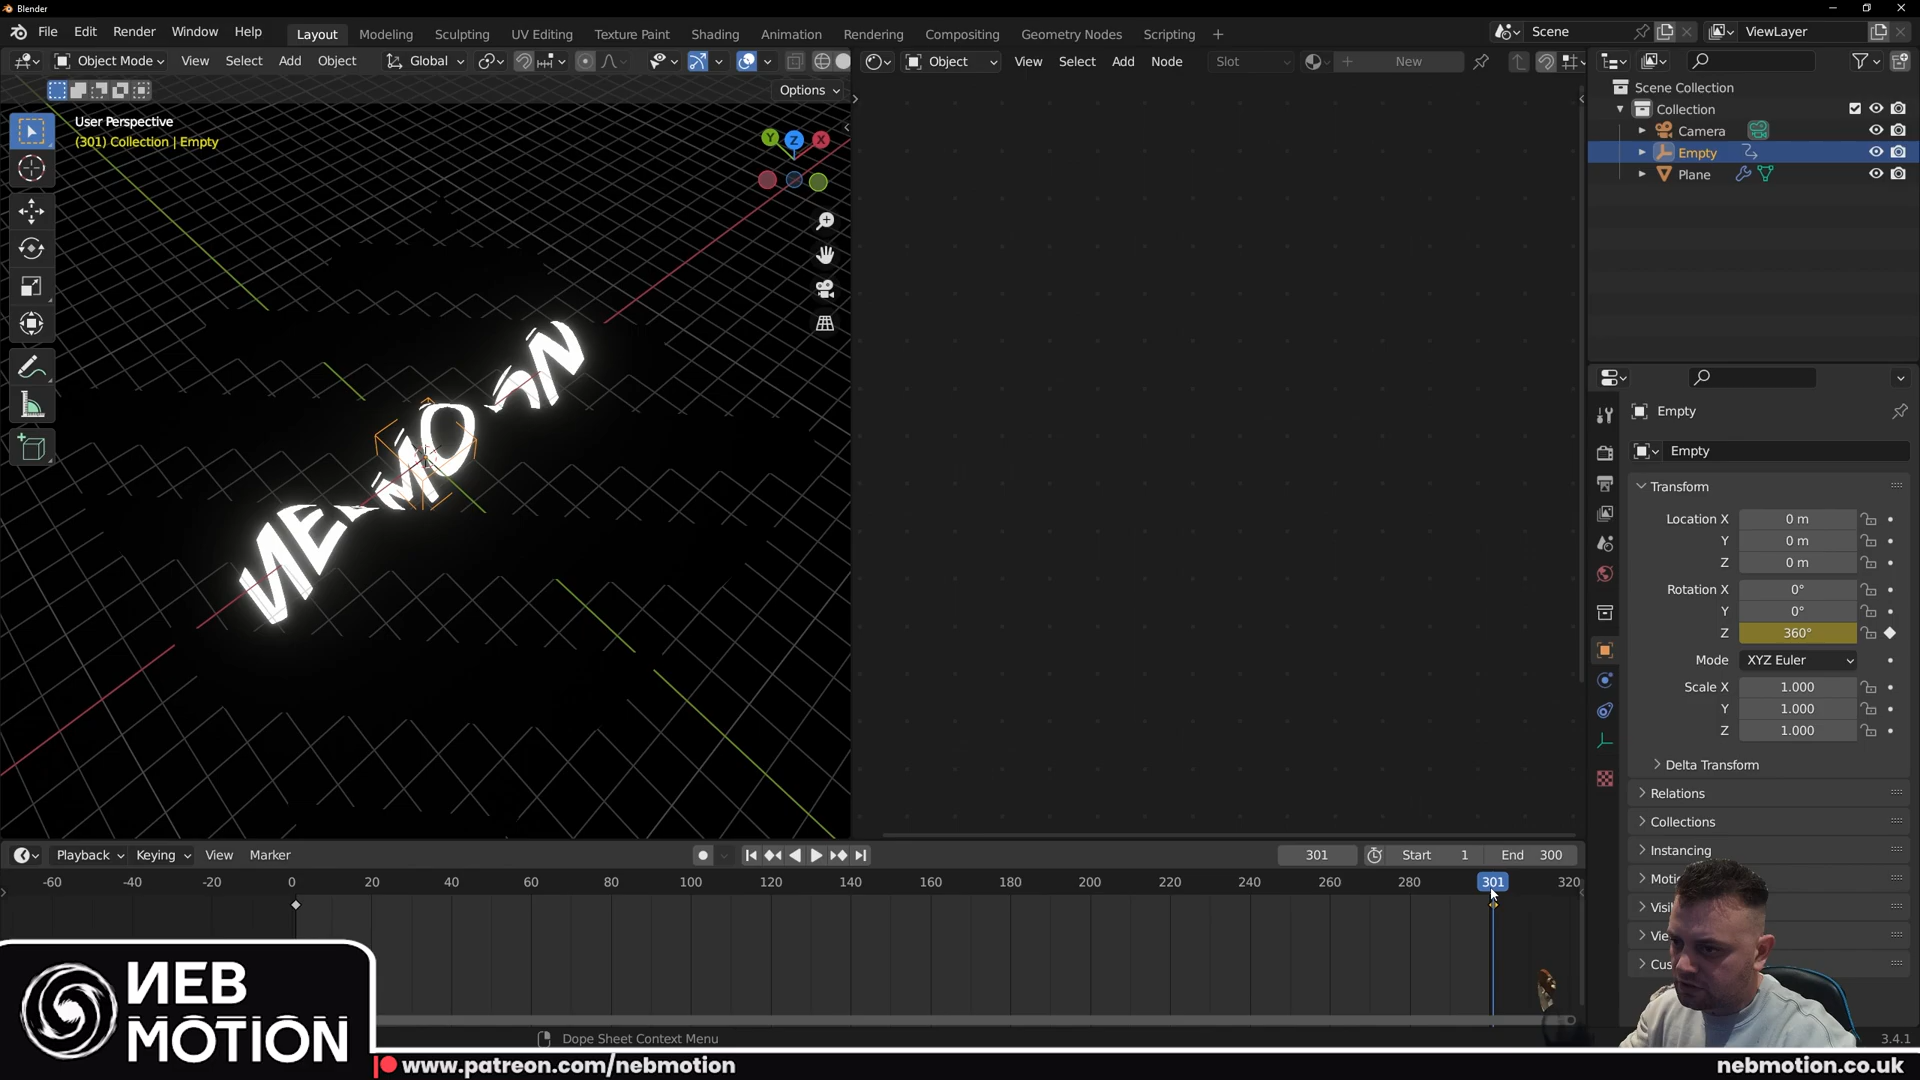 Blender
File Edit Render Window Help
Layout Modeling Sculpting UV Editing Texture Paint Shading Animation Rendering Compositing Geometry Nodes Scripting +
Scene
ViewLayer
Object Mode View Select Add Object Global
Object View Select Add Node Slot New
Options
User Perspective
(301) Collection | Empty
Y Z X
Scene Collection
Collection
Camera
Empty
Plane
Empty
Empty
Transform
Location X 0 m
Y 0 m
Z 0 m
Rotation X 0°
Y 0°
Z 360°
Mode XYZ Euler
Scale X 1.000
Y 1.000
Z 1.000
Delta Transform
Relations
Collections
Instancing
Playback Keying View Marker
301 Start 1 End 300
-60 -40 -20 0 20 40 60 80 100 120 140 160 180 200 220 240 260 280 301 320
Dope Sheet Context Menu
3.4.1
ИEB
MOTION
www.patreon.com/nebmotion
nebmotion.co.uk